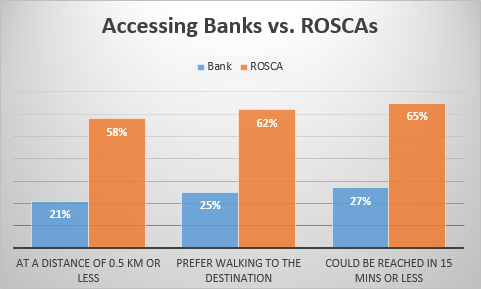 Accessing Banks vs. ROSCAs
Bank ROSCA
58%
62%
65%
21%
25%
27%
AT A DISTANCE OF 0.5 KM OR
LESS
PREFER WALKING TO THE
DESTINATION
COULD BE REACHED IN 15
MINS OR LESS